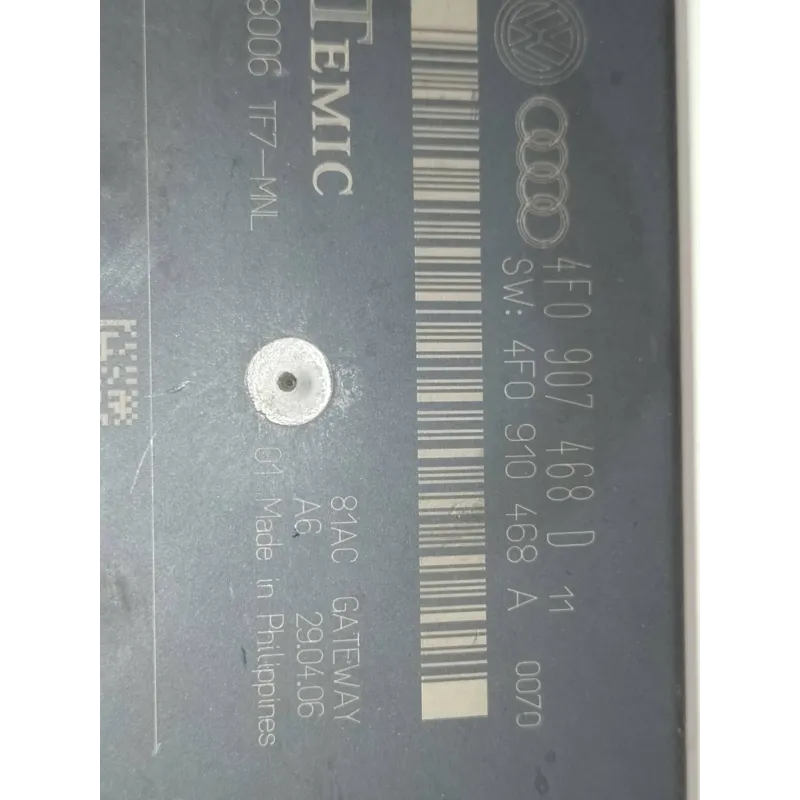 4F0 907 468 D 11
SW: 4F0 910 468 A 0070
TEMIC
81AC GATEWAY
A6 29.04.06
8006 TF7-MNL
01 Made in Philippines